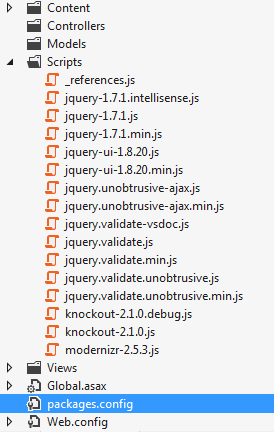 Content
Controllers
Models
Scripts
_references.js
jquery-1.7.1.intellisense.js
jquery-1.7.1.js
jquery-1.7.1.min.js
jquery-ui-1.8.20.js
jquery-ui-1.8.20.min.js
jquery.unobtrusive-ajax.js
jquery.unobtrusive-ajax.min.js
jquery.validate-vsdoc.js
jquery.validate.js
jquery.validate.min.js
jquery.validate.unobtrusive.js
jquery.validate.unobtrusive.min.js
knockout-2.1.0.debug.js
knockout-2.1.0.js
modernizr-2.5.3.js
Views
Global.asax
packages.config
Web.config